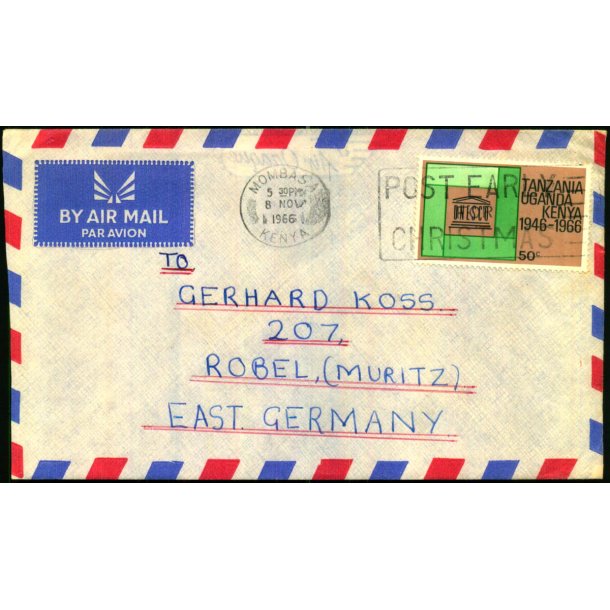 BY AIR MAIL
PAR AVION
MOMBASA
5 30PM
8 NOV
1966
KENYA
POST EARLY
CHRISTMAS
UNESCO
TANZANIA
UGANDA
KENYA
1946-1966
50c
TO
GERHARD KOSS.
207,
ROBEL, (MURITZ)
EAST. GERMANY